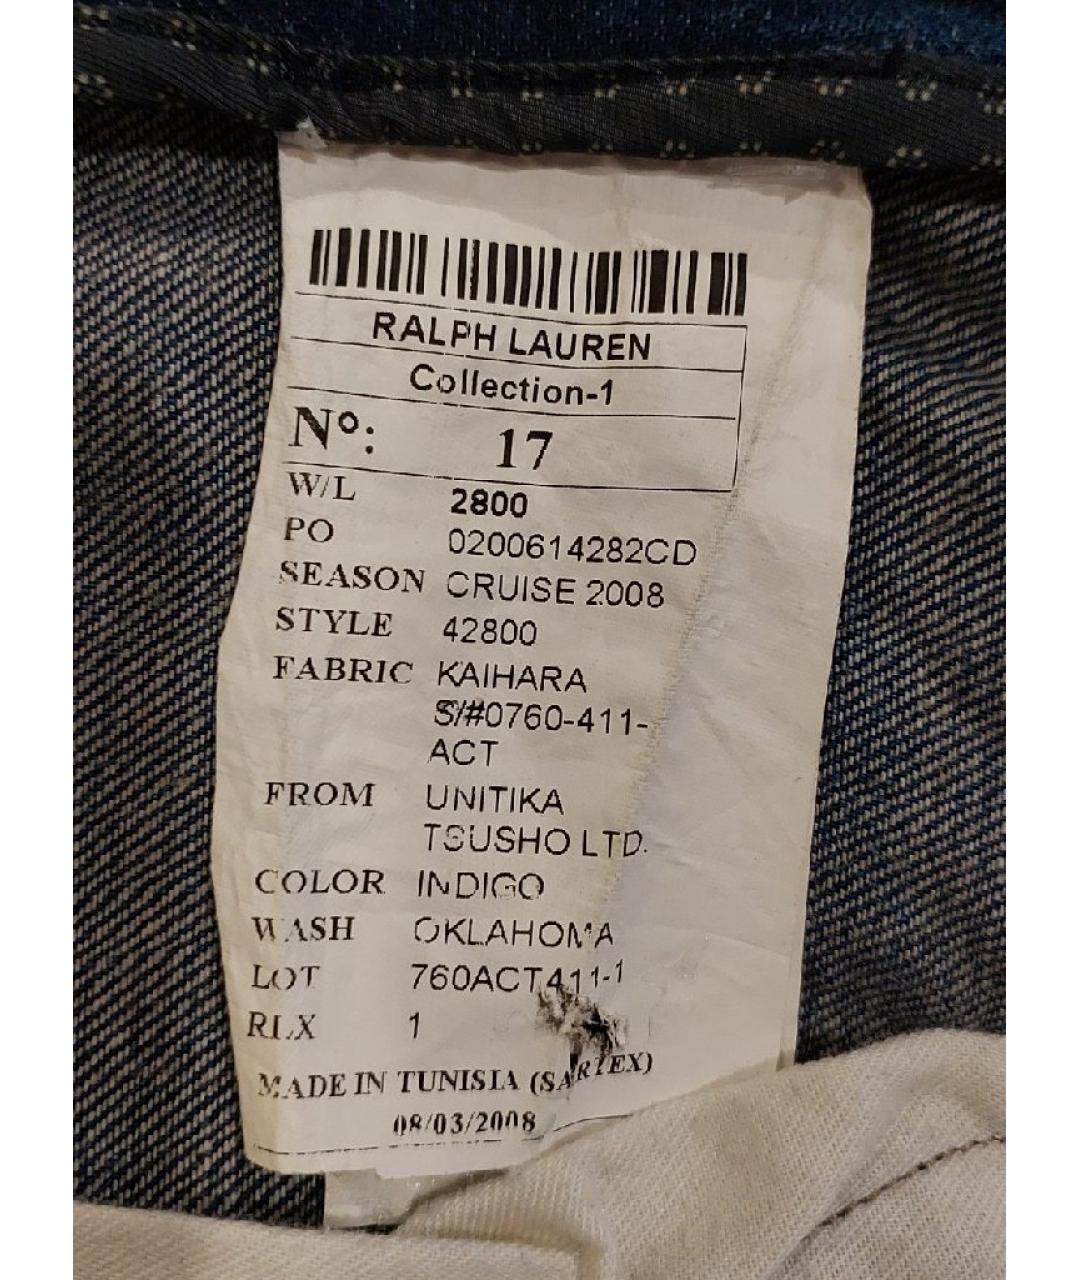 RALPH LAUREN
Collection-1
Nº: 17
W/L 2800
PO 0200614282CD
SEASON CRUISE 2008
STYLE 42800
FABRIC KAIHARA
S/#0760-411-
ACT
FROM UNITIKA
TSUSHO LTD.
COLOR INDIGO
WASH OKLAHOMA
LOT 760ACT411-1
RLX 1
MADE IN TUNISIA (SARTEX)
08/03/2008